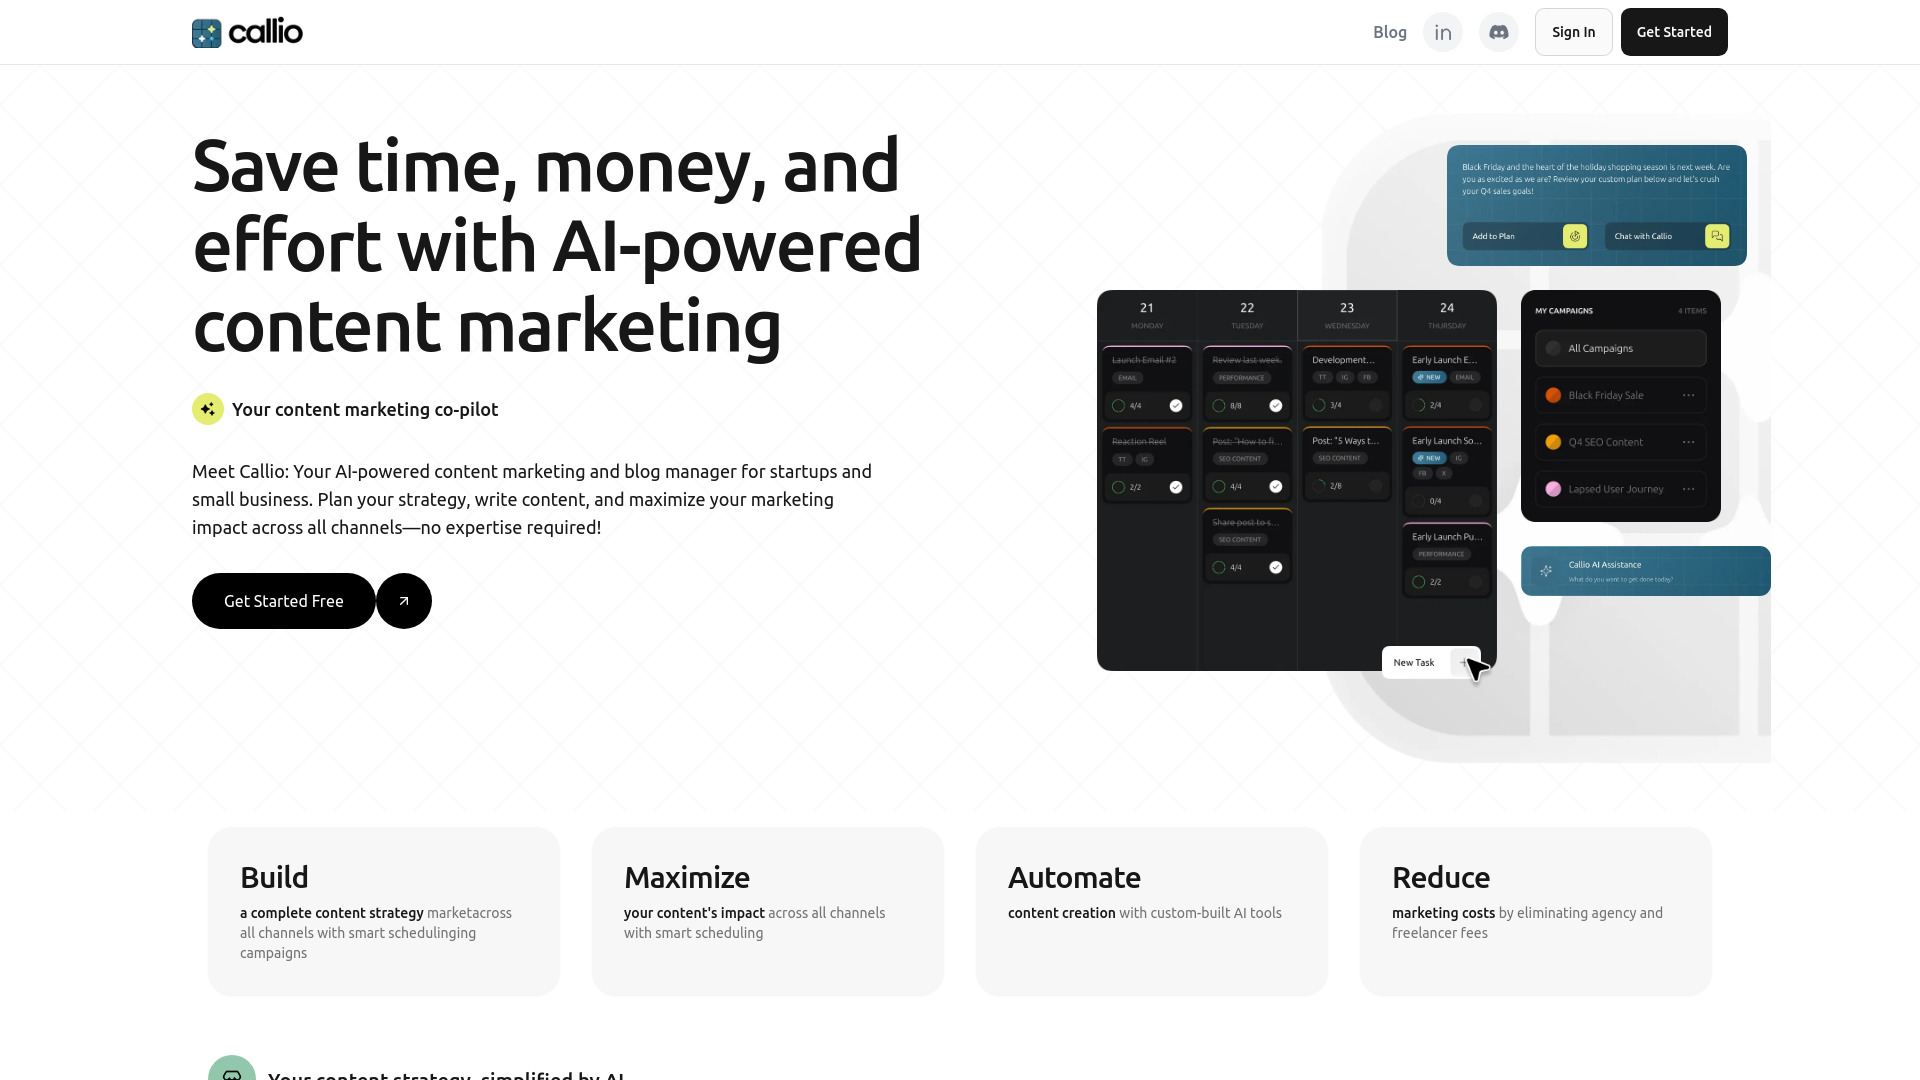 callio
Blog
in
Sign In
Get Started
Save time, money, and
effort with AI-powered
content marketing
Your content marketing co-pilot
Meet Callio: Your AI-powered content marketing and blog manager for startups and
small business. Plan your strategy, write content, and maximize your marketing
impact across all channels—no expertise required!
Get Started Free
Black Friday and the heart of the holiday shopping season is next week. Are
you as excited as we are? Review your custom plan below and let's crush
your Q4 sales goals!
Add to Plan
Chat with Callio
21
MONDAY
Launch Email #2
EMAIL
4/4
Reaction Reel
TT IG
2/2
22
TUESDAY
Review last week.
PERFORMANCE
8/8
Post: "How to fi...
SEO CONTENT
4/4
Share post to s...
SEO CONTENT
4/4
23
WEDNESDAY
Development...
TT IG FB
3/4
Post: "5 Ways t...
SEO CONTENT
2/8
24
THURSDAY
Early Launch E...
NEW EMAIL
2/4
Early Launch So...
NEW IG
FB X
0/4
Early Launch Pu...
PERFORMANCE
2/2
New Task
MY CAMPAIGNS
4 ITEMS
All Campaigns
Black Friday Sale
Q4 SEO Content
Lapsed User Journey
Callio AI Assistance
What do you want to get done today?
Build
a complete content strategy marketacross
all channels with smart schedulinging
campaigns
Maximize
your content's impact across all channels
with smart scheduling
Automate
content creation with custom-built AI tools
Reduce
marketing costs by eliminating agency and
freelancer fees
Your content strategy, simplified by AI